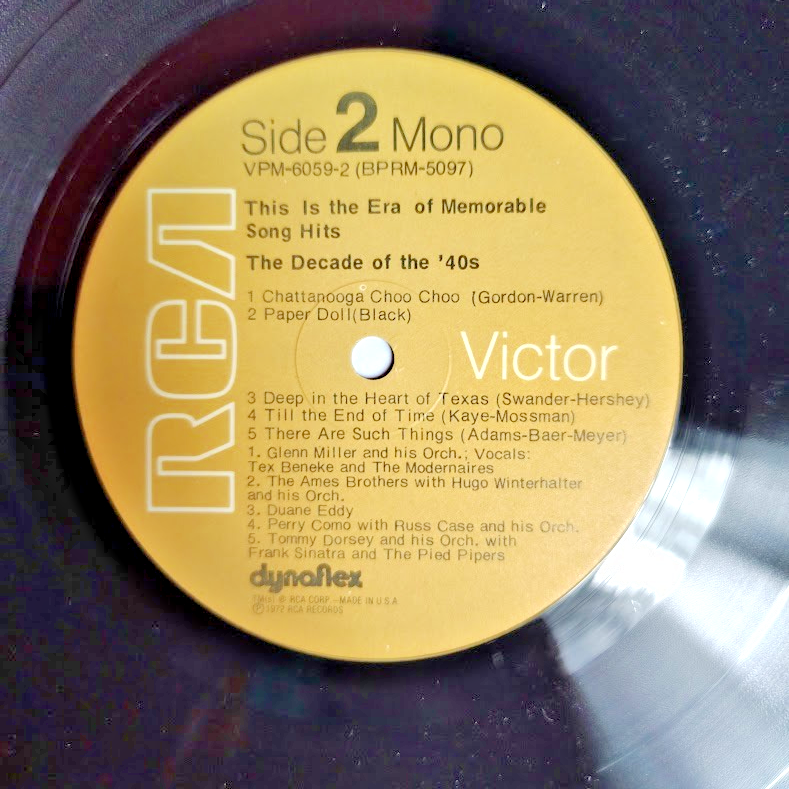 Side 2 Mono
VPM-6059-2 (BPRM-5097)
This Is the Era of Memorable
Song Hits
The Decade of the '40s
1 Chattanooga Choo Choo (Gordon-Warren)
2 Paper Doll(Black)
RCA
Victor
3 Deep in the Heart of Texas (Swander-Hershey)
4 Till the End of Time (Kaye-Mossman)
5 There Are Such Things (Adams-Baer-Meyer)
1. Glenn Miller and his Orch.; Vocals:
Tex Beneke and The Modernaires
2. The Ames Brothers with Hugo Winterhalter
and his Orch.
3. Duane Eddy
4. Perry Como with Russ Case and his Orch.
5. Tommy Dorsey and his Orch. with
Frank Sinatra and The Pied Pipers
dynaflex
® RCA CORP.-MADE IN U.S.A
Ⓟ 1972 RCA RECORDS